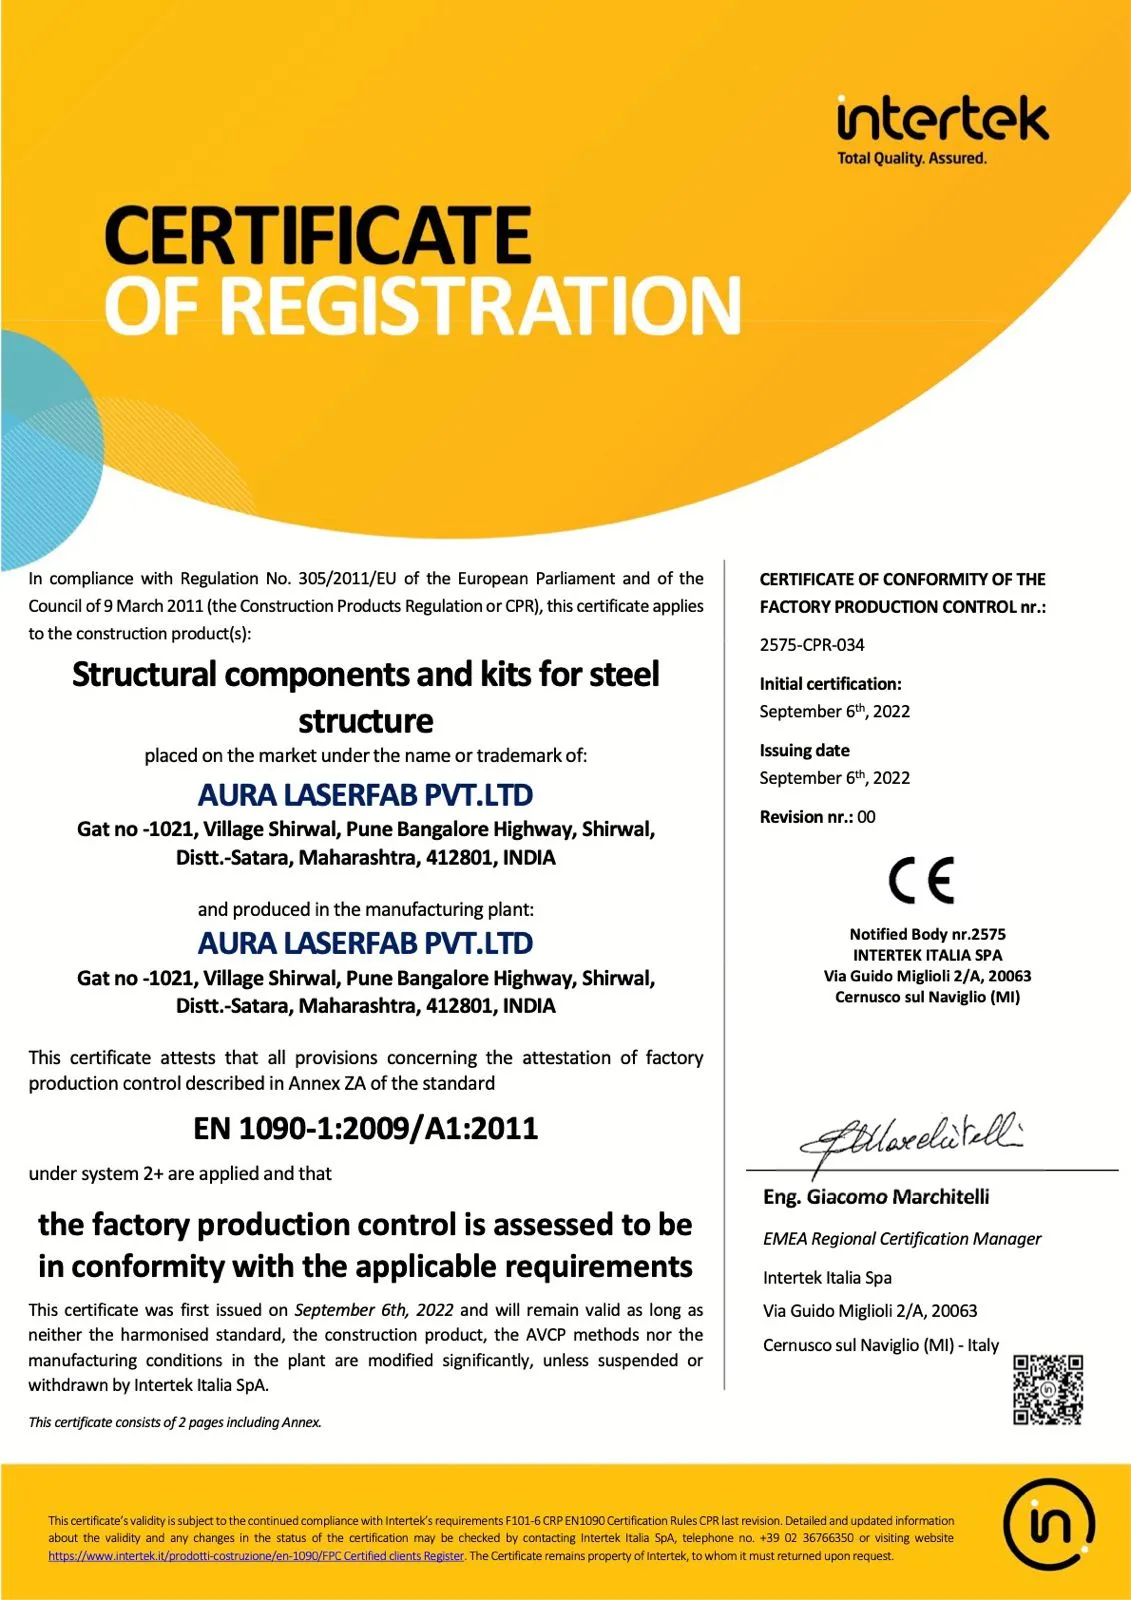 intertek
Total Quality. Assured.
CERTIFICATE
OF REGISTRATION
In compliance with Regulation No. 305/2011/EU of the European Parliament and of the
Council of 9 March 2011 (the Construction Products Regulation or CPR), this certificate applies
to the construction product(s):
Structural components and kits for steel
structure
placed on the market under the name or trademark of:
AURA LASERFAB PVT.LTD
Gat no -1021, Village Shirwal, Pune Bangalore Highway, Shirwal,
Distt.-Satara, Maharashtra, 412801, INDIA
and produced in the manufacturing plant:
AURA LASERFAB PVT.LTD
Gat no -1021, Village Shirwal, Pune Bangalore Highway, Shirwal,
Distt.-Satara, Maharashtra, 412801, INDIA
This certificate attests that all provisions concerning the attestation of factory
production control described in Annex ZA of the standard
EN 1090-1:2009/A1:2011
under system 2+ are applied and that
the factory production control is assessed to be
in conformity with the applicable requirements
This certificate was first issued on September 6th, 2022 and will remain valid as long as
neither the harmonised standard, the construction product, the AVCP methods nor the
manufacturing conditions in the plant are modified significantly, unless suspended or
withdrawn by Intertek Italia SpA.
This certificate consists of 2 pages including Annex.
CERTIFICATE OF CONFORMITY OF THE
FACTORY PRODUCTION CONTROL nr.:
2575-CPR-034
Initial certification:
September 6th, 2022
Issuing date
September 6th, 2022
Revision nr.: 00
CE
Notified Body nr.2575
INTERTEK ITALIA SPA
Via Guido Miglioli 2/A, 20063
Cernusco sul Naviglio (MI)
Eng. Giacomo Marchitelli
EMEA Regional Certification Manager
Intertek Italia Spa
Via Guido Miglioli 2/A, 20063
Cernusco sul Naviglio (MI) - Italy
in
This certificate's validity is subject to the continued compliance with Intertek's requirements F101-6 CRP EN1090 Certification Rules CPR last revision. Detailed and updated information
about the validity and any changes in the status of the certification may be checked by contacting Intertek Italia SpA, telephone no. +39 02 36766350 or visiting website
https://www.intertek.it/prodotti-costruzione/en-1090/FPC Certified clients Register. The Certificate remains property of Intertek, to whom it must returned upon request.
in